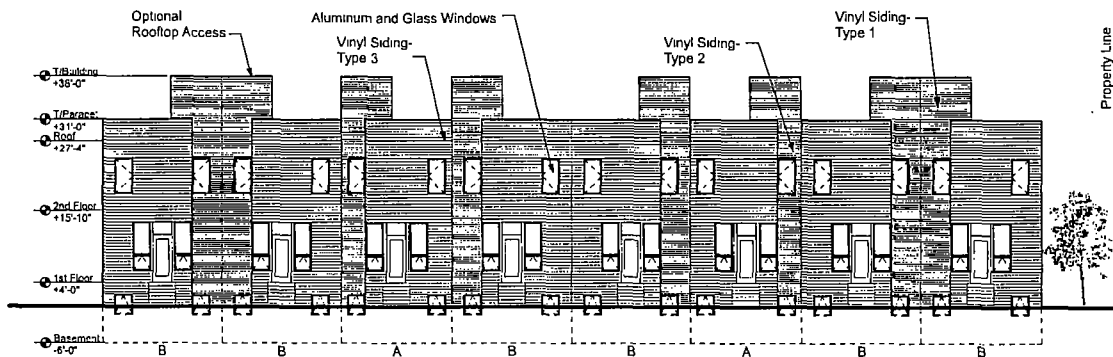 Optional
Rooftop Access
Aluminum and Glass Windows
Vinyl Siding-
Type 3
Vinyl Siding-
Type 2
Vinyl Siding-
Type 1
Property Line
T/Building
+36'-0"
T/Parapet
+31'-0"
Roof
+27'-4"
2nd Floor
+15'-10"
1st Floor
+4'-0"
Basement
-6'-0"
B B A B B A B B